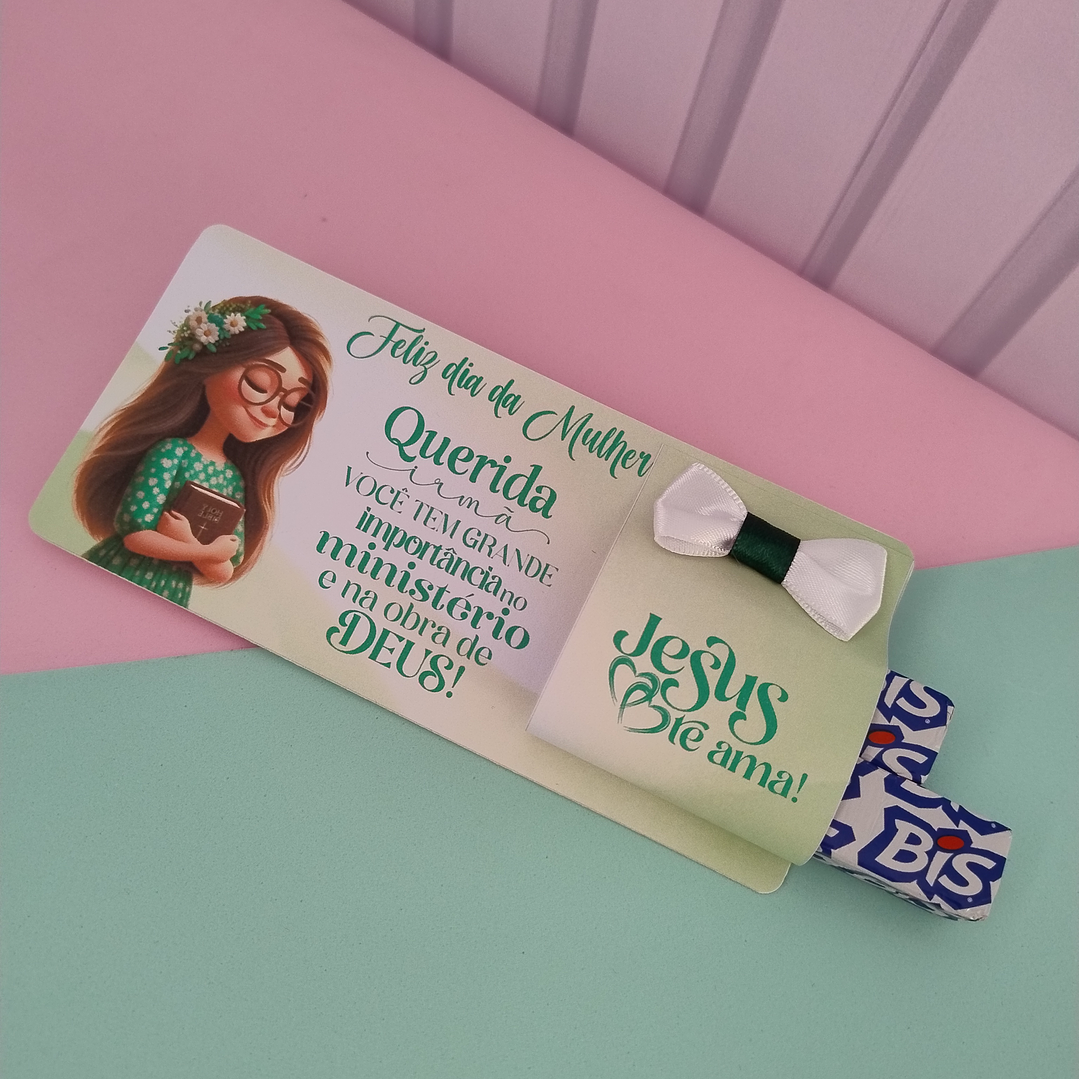 Feliz dia da Mulher
Querida
irmã
VOCÊ TEM GRANDE
importância no
ministério
e na obra de
DEUS!
Jesus
te ama!
BIS
BIS
BIS